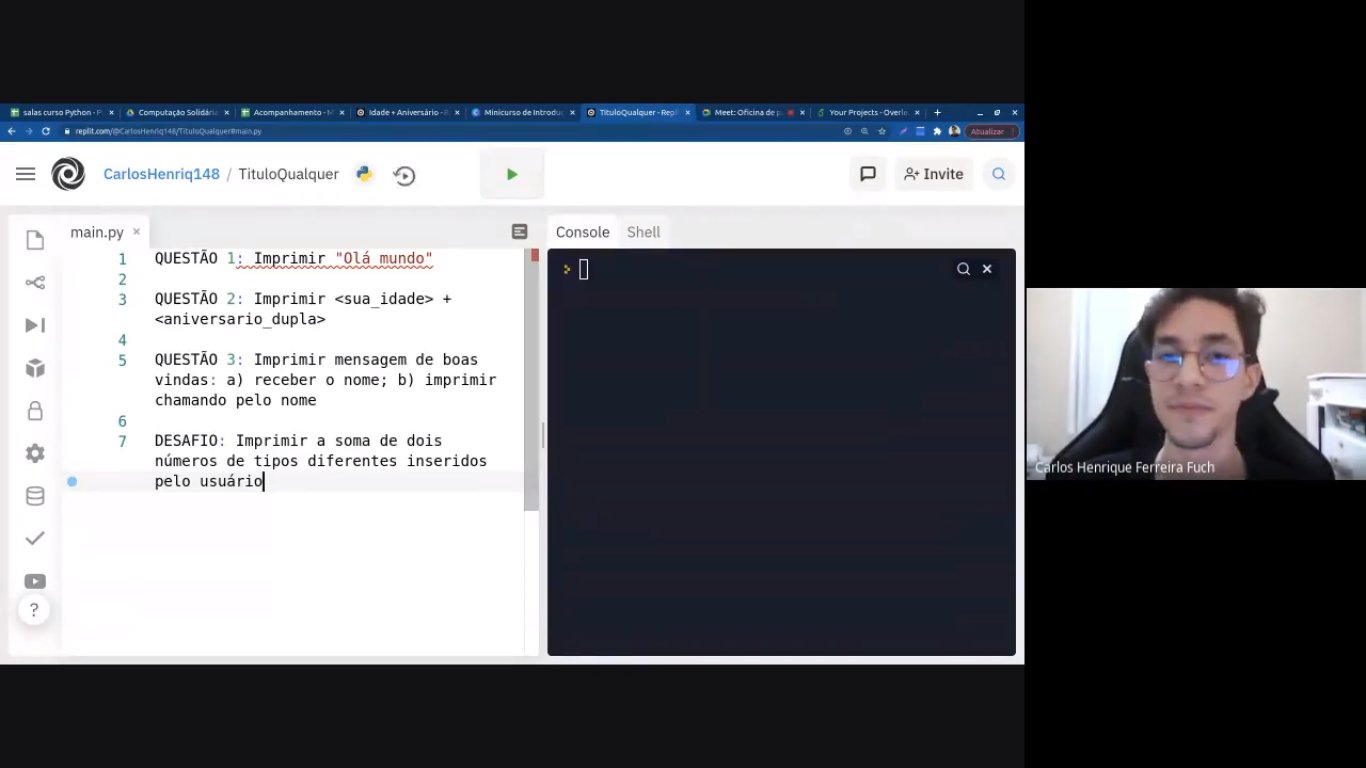 salas curso Python - P
Computação Solidária
Acompanhamento - M
Idade + Aniversário - R
Minicurso de Introduç
TituloQualquer - Repl
Meet: Oficina de p
Your Projects - Overle
replit.com/@CarlosHenriq148/TituloQualquer#main.py
Atualizar
CarlosHenriq148 / TituloQualquer
Invite
main.py
Console
Shell
1 QUESTÃO 1: Imprimir "Olá mundo"
2
3 QUESTÃO 2: Imprimir <sua_idade> +
<aniversario_dupla>
4
5 QUESTÃO 3: Imprimir mensagem de boas
vindas: a) receber o nome; b) imprimir
chamando pelo nome
6
7 DESAFIO: Imprimir a soma de dois
números de tipos diferentes inseridos
pelo usuário
?
Carlos Henrique Ferreira Fuch